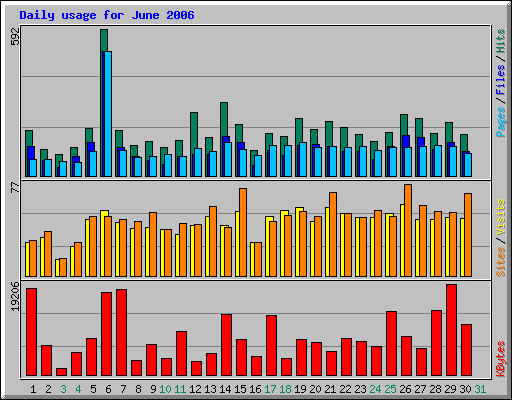 Daily usage for June 2006
592
Pages / Files / Hits
77
Sites / Visits
19206
KBytes
1 2 3 4 5 6 7 8 9 10 11 12 13 14 15 16 17 18 19 20 21 22 23 24 25 26 27 28 29 30 31